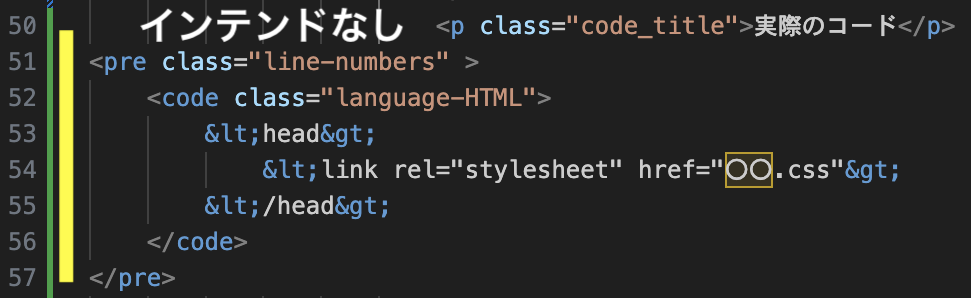 50 インテンドなし <p class="code_title">実際のコード</p>
51 <pre class="line-numbers" >
52 <code class="language-HTML">
53 &lt;head&gt;
54 &lt;link rel="stylesheet" href="〇〇.css"&gt;
55 &lt;/head&gt;
56 </code>
57 </pre>